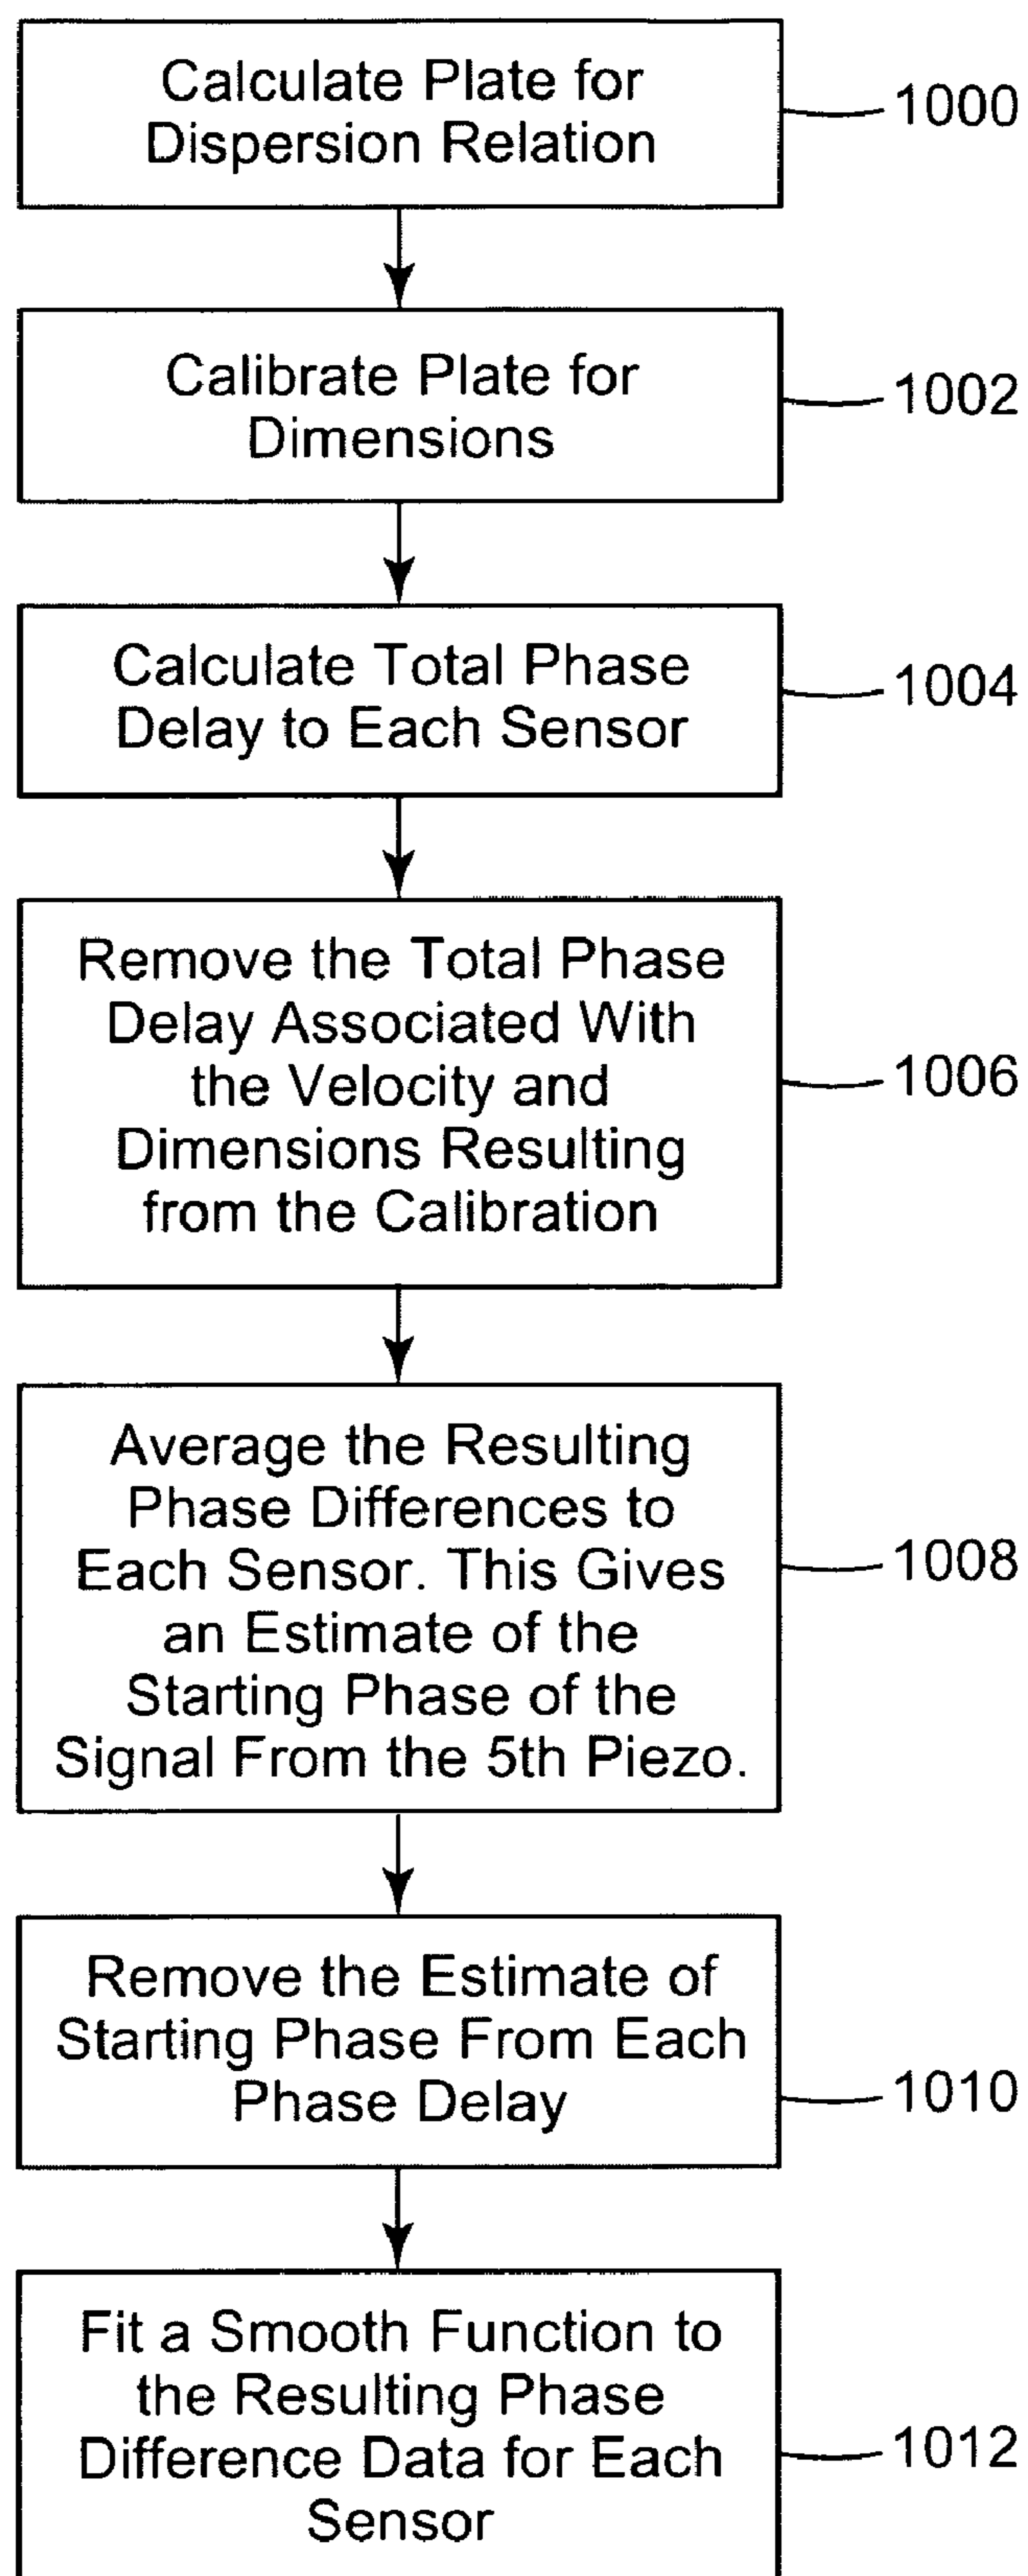 Calculate Plate for
Dispersion Relation
1000
Calibrate Plate for
Dimensions
1002
Calculate Total Phase
Delay to Each Sensor
1004
Remove the Total Phase
Delay Associated With
the Velocity and
Dimensions Resulting
from the Calibration
1006
Average the Resulting
Phase Differences to
Each Sensor. This Gives
an Estimate of the
Starting Phase of the
Signal From the 5th Piezo.
1008
Remove the Estimate of
Starting Phase From Each
Phase Delay
1010
Fit a Smooth Function to
the Resulting Phase
Difference Data for Each
Sensor
1012